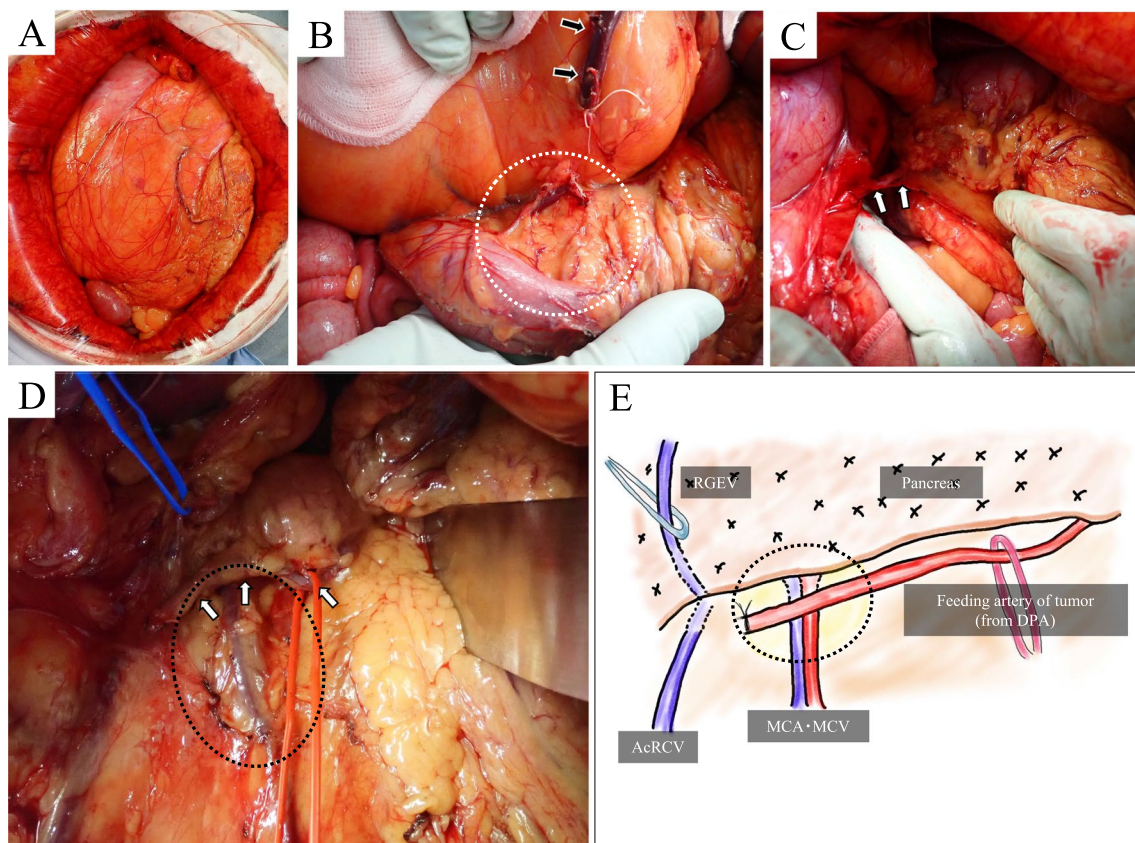 A
B
C
D
E
RGEV
Pancreas
Feeding artery of tumor
(from DPA)
MCA・MCV
AcRCV